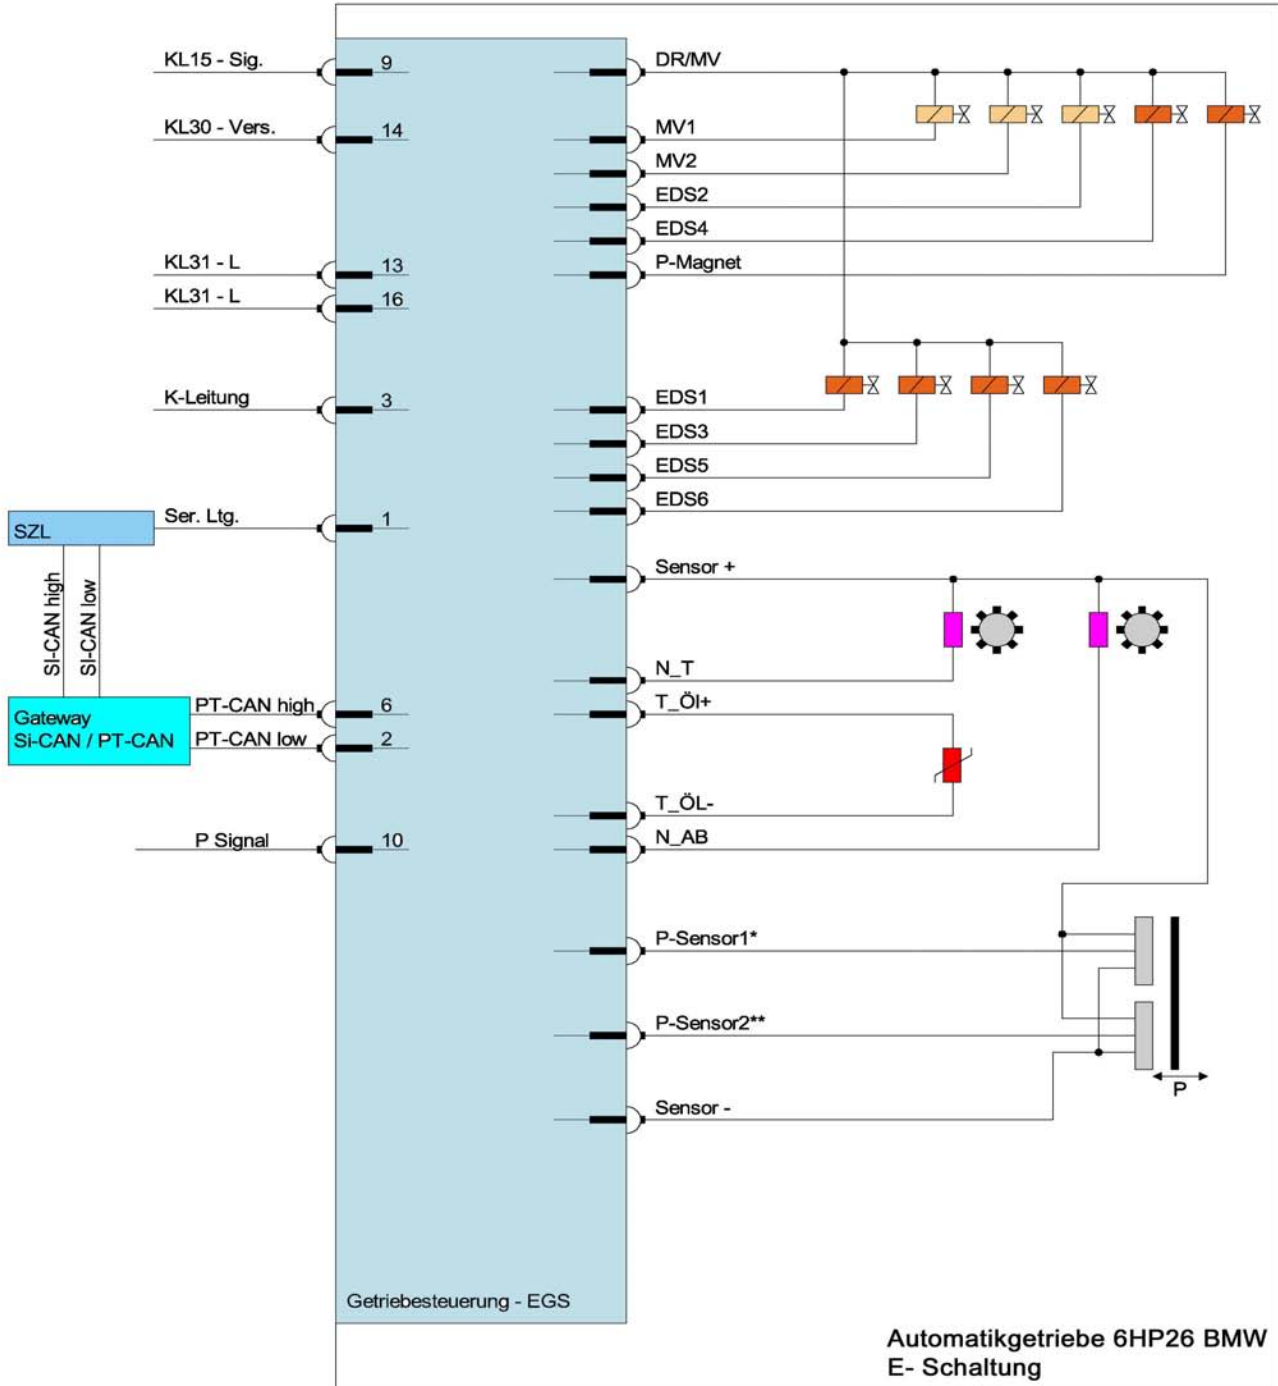 KL15 - Sig.
9
DR/MV
KL30 - Vers.
14
MV1
MV2
EDS2
EDS4
KL31 - L
13
P-Magnet
KL31 - L
16
K-Leitung
3
EDS1
EDS3
EDS5
EDS6
SZL
Ser. Ltg.
1
Sensor +
SI-CAN high
SI-CAN low
N_T
PT-CAN high
6
T_Öl+
Gateway
Si-CAN / PT-CAN
PT-CAN low
2
T_ÖL-
P Signal
10
N_AB
P-Sensor1*
P-Sensor2**
P
Sensor -
Getriebesteuerung - EGS
Automatikgetriebe 6HP26 BMW
E- Schaltung